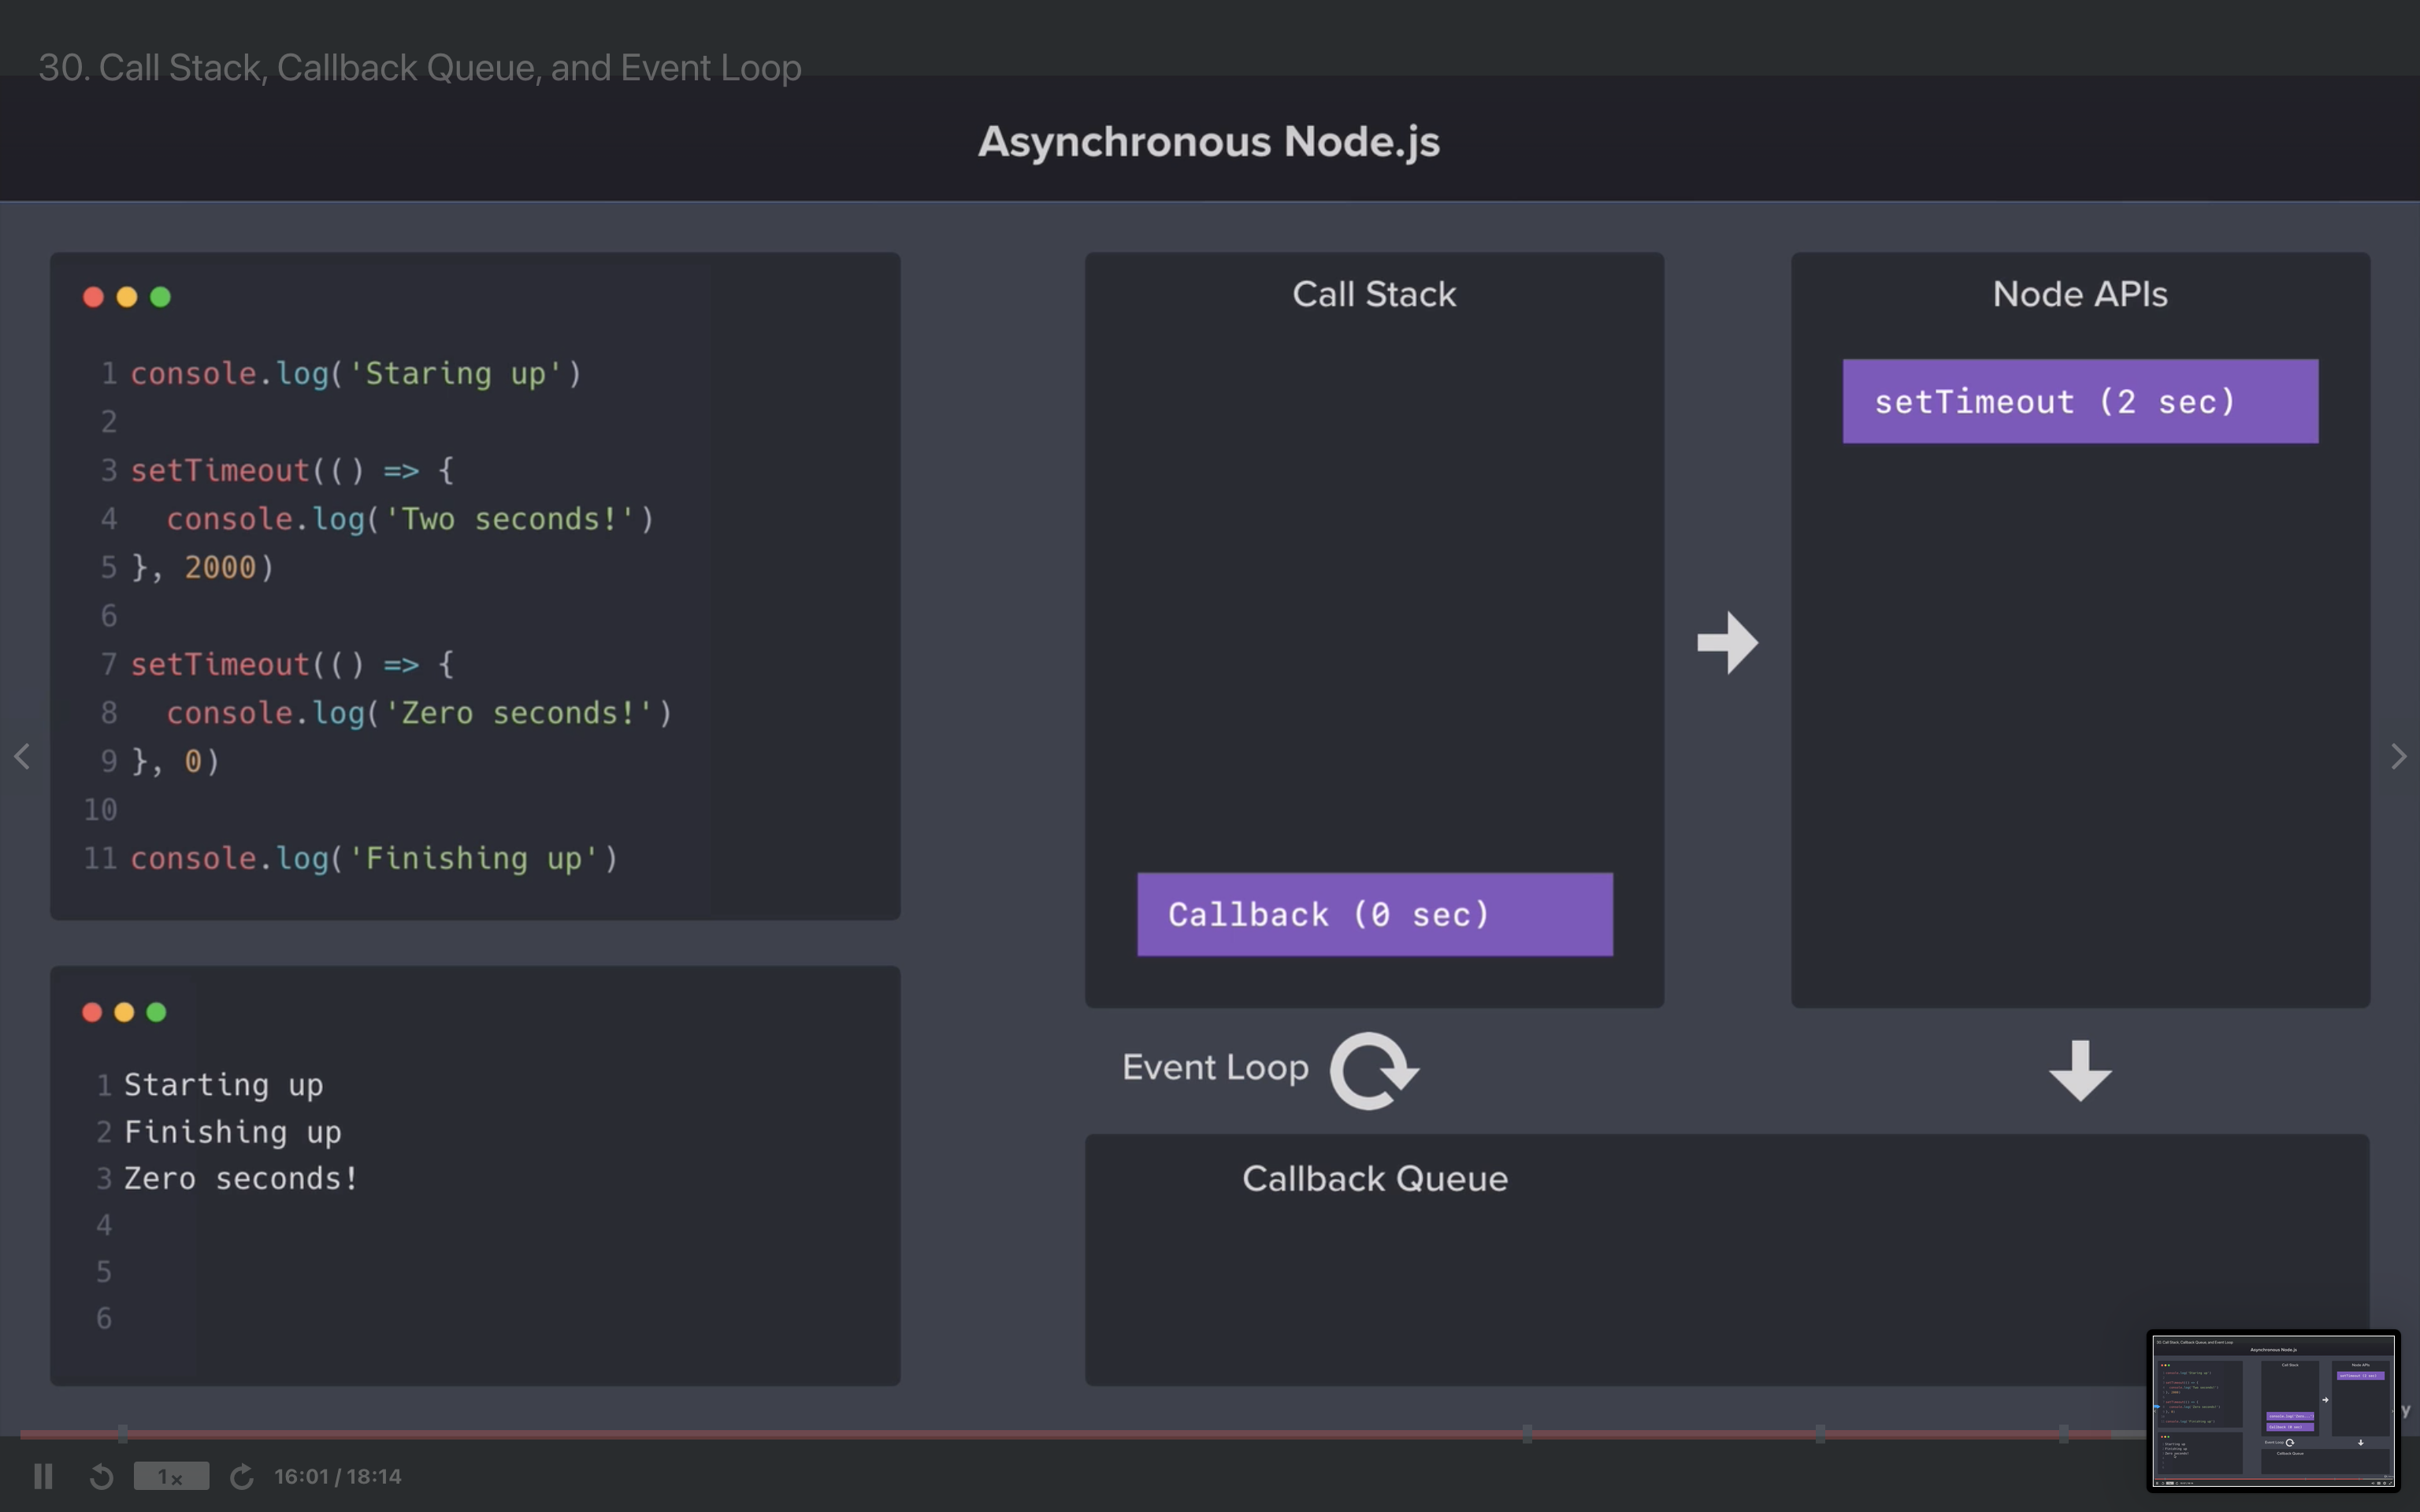 30. Call Stack, Callback Queue, and Event Loop
Asynchronous Node.js
1 console.log('Staring up')
2
3 setTimeout(() => {
4 console.log('Two seconds!')
5 }, 2000)
6
7 setTimeout(() => {
8 console.log('Zero seconds!')
9 }, 0)
10
11 console.log('Finishing up')
1 Starting up
2 Finishing up
3 Zero seconds!
4
5
6
Call Stack
Callback (0 sec)
Node APIs
setTimeout (2 sec)
Event Loop
Callback Queue
1×
16:01 / 18:14